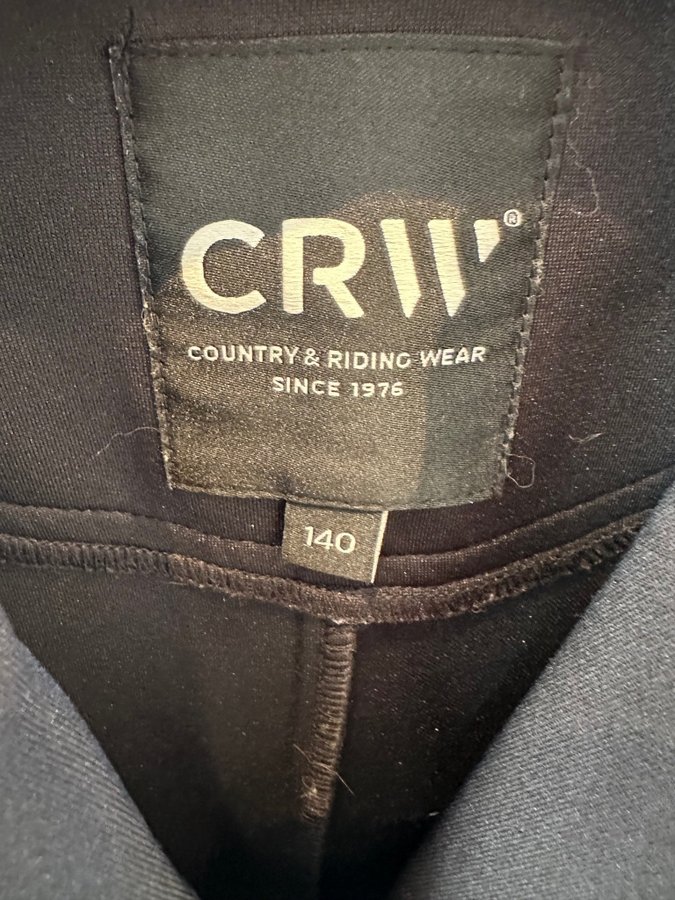 CRW®
COUNTRY & RIDING WEAR
SINCE 1976
140